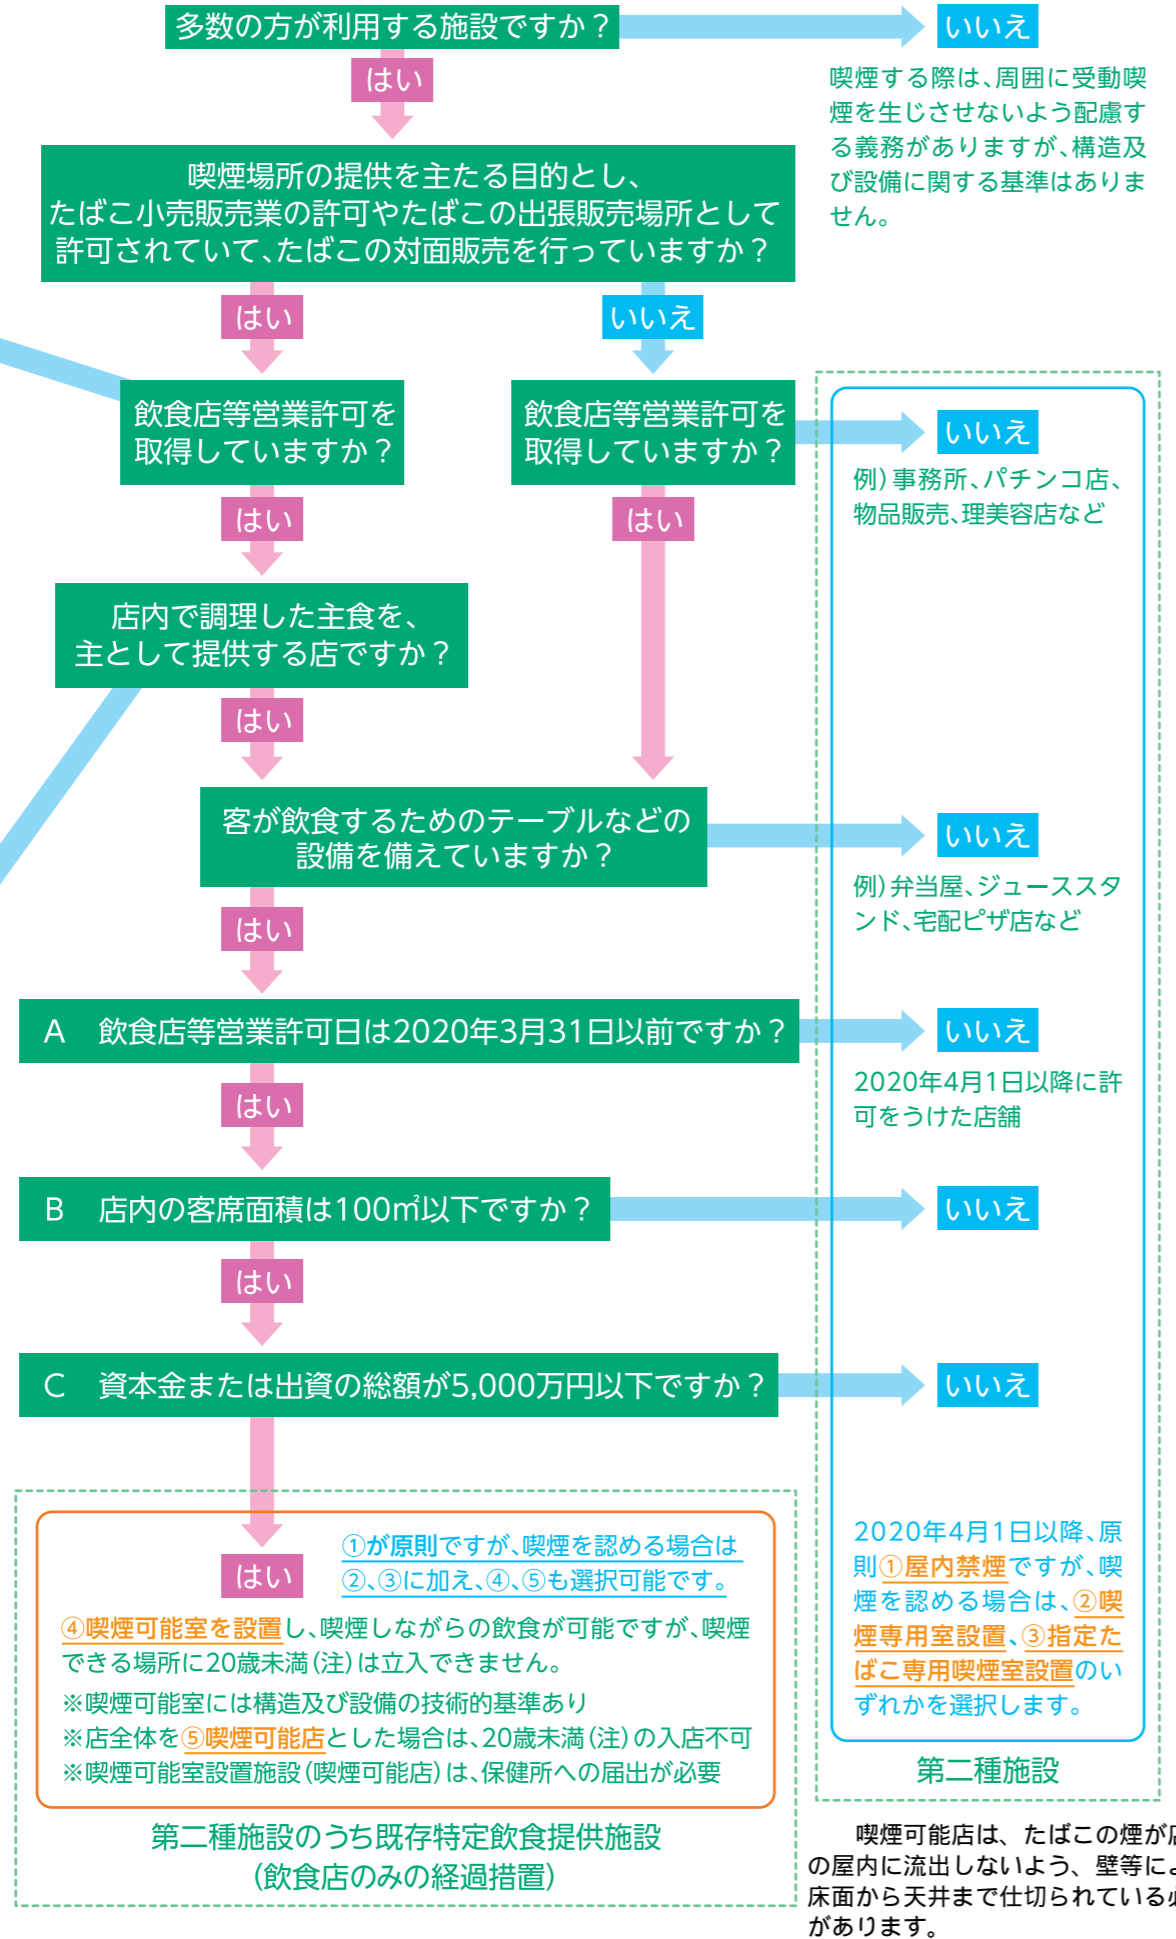 多数の方が利用する施設ですか？
いいえ
喫煙する際は、周囲に受動喫
煙を生じさせないよう配慮す
る義務がありますが、構造及
び設備に関する基準はありま
せん。
はい
喫煙場所の提供を主たる目的とし、
たばこ小売販売業の許可やたばこの出張販売場所として
許可されていて、たばこの対面販売を行っていますか？
はい
いいえ
飲食店等営業許可を
取得していますか？
飲食店等営業許可を
取得していますか？
いいえ
例）事務所、パチンコ店、
物品販売、理美容店など
はい
はい
店内で調理した主食を、
主として提供する店ですか？
はい
客が飲食するためのテーブルなどの
設備を備えていますか？
いいえ
例）弁当屋、ジューススタ
ンド、宅配ピザ店など
はい
A 飲食店等営業許可日は2020年3月31日以前ですか？
いいえ
2020年4月1日以降に許
可をうけた店舗
はい
B 店内の客席面積は100㎡以下ですか？
いいえ
はい
C 資本金または出資の総額が5,000万円以下ですか？
いいえ
はい
①が原則ですが、喫煙を認める場合は
②、③に加え、④、⑤も選択可能です。
④喫煙可能室を設置し、喫煙しながらの飲食が可能ですが、喫煙
できる場所に20歳未満（注）は立入できません。
※喫煙可能室には構造及び設備の技術的基準あり
※店全体を⑤喫煙可能店とした場合は、20歳未満（注）の入店不可
※喫煙可能室設置施設（喫煙可能店）は、保健所への届出が必要
第二種施設のうち既存特定飲食提供施設
（飲食店のみの経過措置）
2020年4月1日以降、原
則①屋内禁煙ですが、喫
煙を認める場合は、②喫
煙専用室設置、③指定た
ばこ専用喫煙室設置のい
ずれかを選択します。
第二種施設
喫煙可能店は、たばこの煙が店
の屋内に流出しないよう、壁等に
床面から天井まで仕切られている
があります。